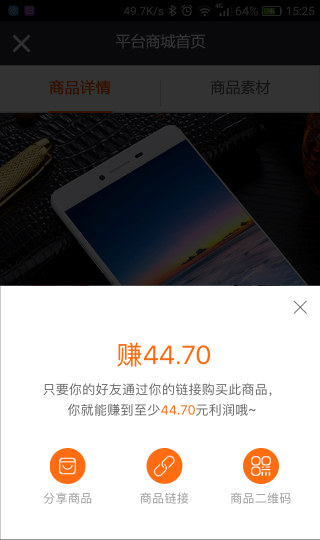 49.7K/s 4G 64% 15:25
平台商城首页
商品详情 商品素材
赚44.70
只要你的好友通过你的链接购买此商品，
你就能赚到至少44.70元利润哦~
分享商品 商品链接 商品二维码